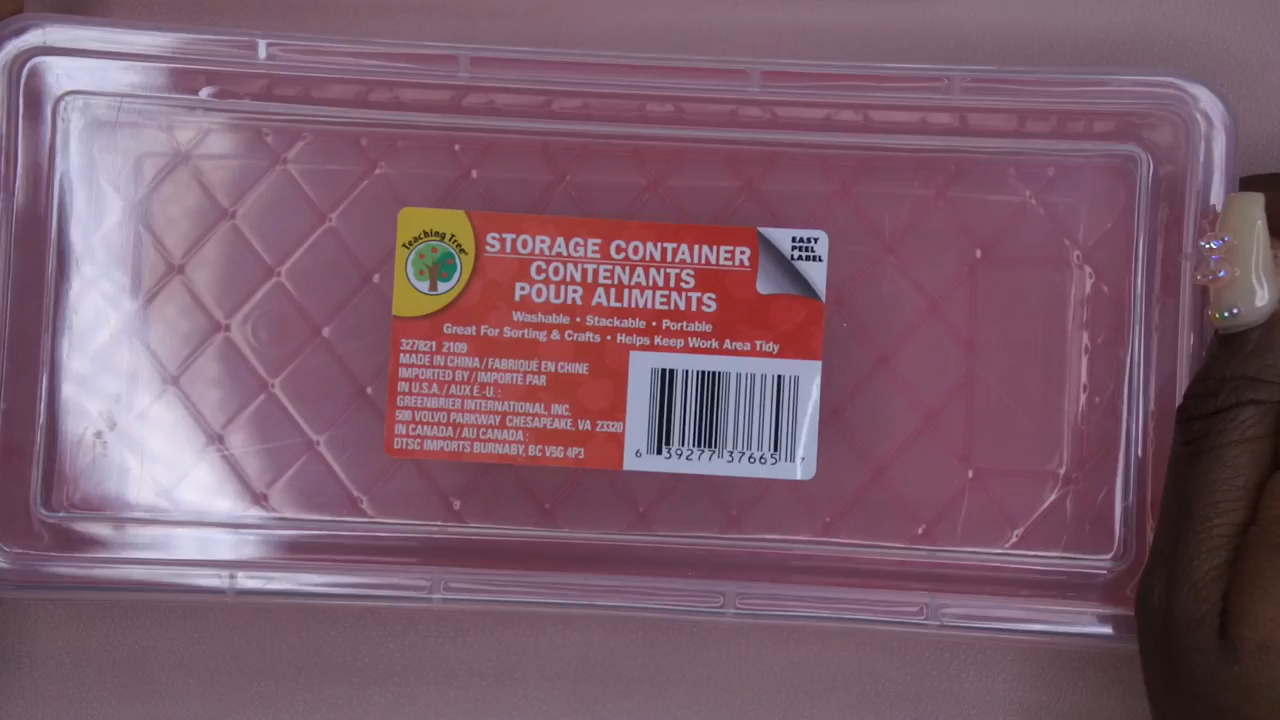 Teaching Tree®
STORAGE CONTAINER
CONTENANTS
POUR ALIMENTS
EASY
PEEL
LABEL
Washable • Stackable • Portable
Great For Sorting & Crafts • Helps Keep Work Area Tidy
327821 2109
MADE IN CHINA / FABRIQUÉ EN CHINE
IMPORTED BY / IMPORTÉ PAR
IN U.S.A. / AUX É.-U. :
GREENBRIER INTERNATIONAL, INC.
500 VOLVO PARKWAY CHESAPEAKE, VA 23320
IN CANADA / AU CANADA :
DTSC IMPORTS BURNABY, BC V5G 4P3
6 39277 37665 7